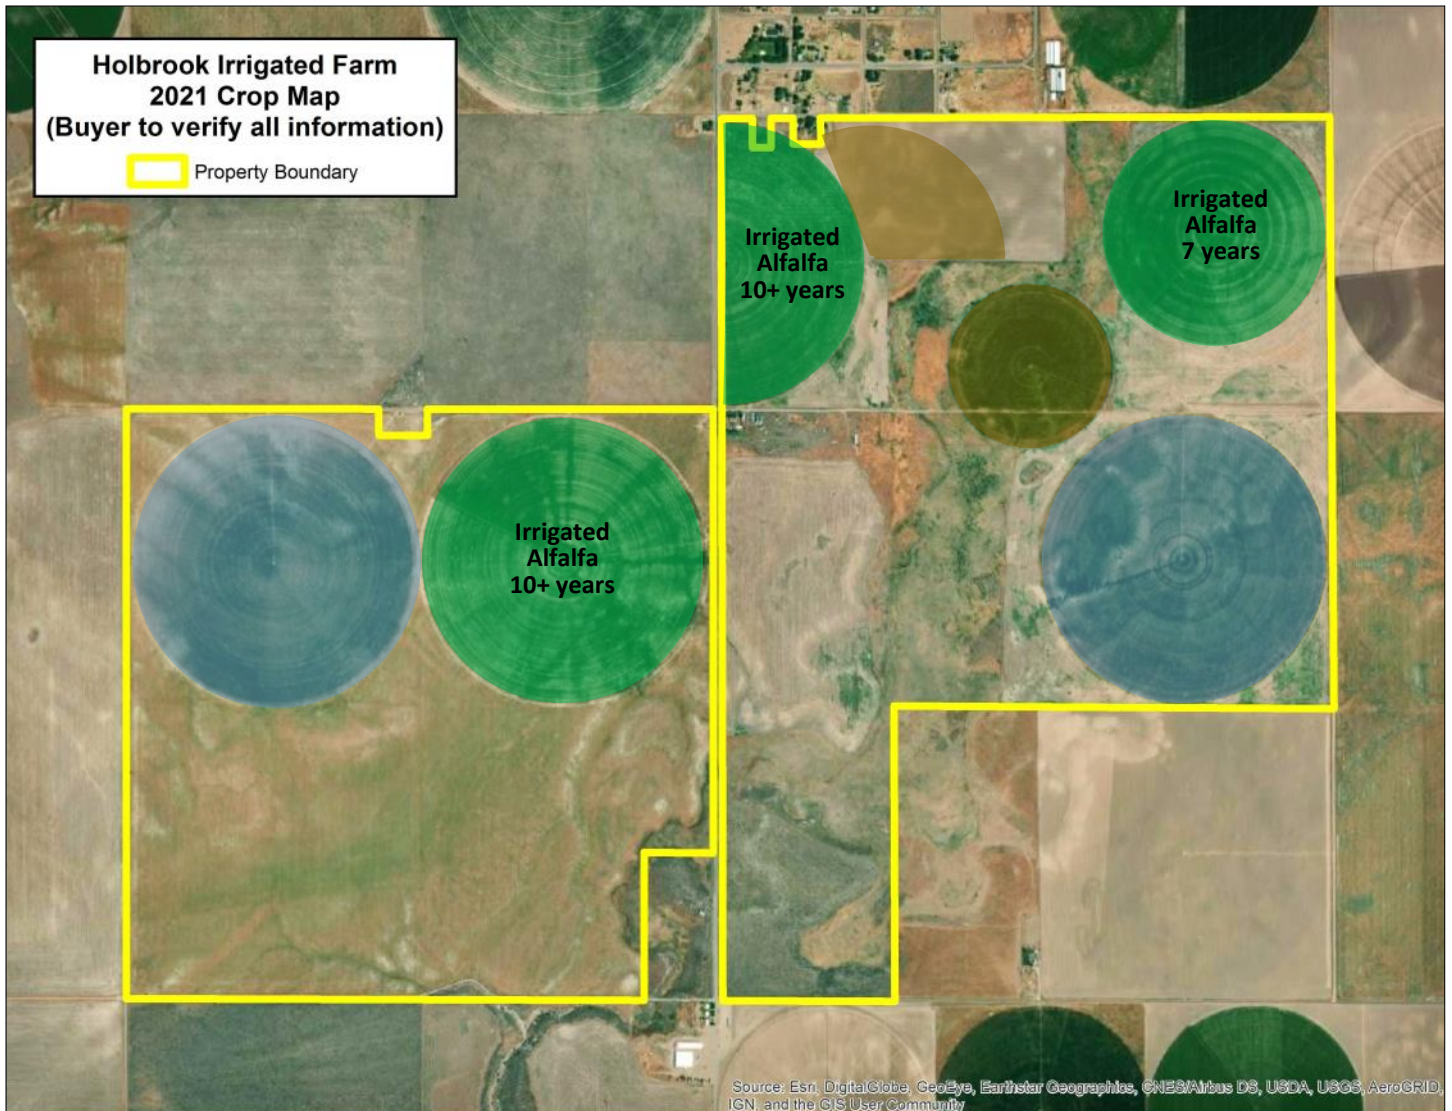 Holbrook Irrigated Farm
2021 Crop Map
(Buyer to verify all information)
Property Boundary
Irrigated
Alfalfa
10+ years
Irrigated
Alfalfa
7 years
Irrigated
Alfalfa
10+ years
Source: Esri, DigitalGlobe, GeoEye, Earthstar Geographics, CNES/Airbus DS, USDA, USGS, AeroGRID,
IGN, and the GIS User Community